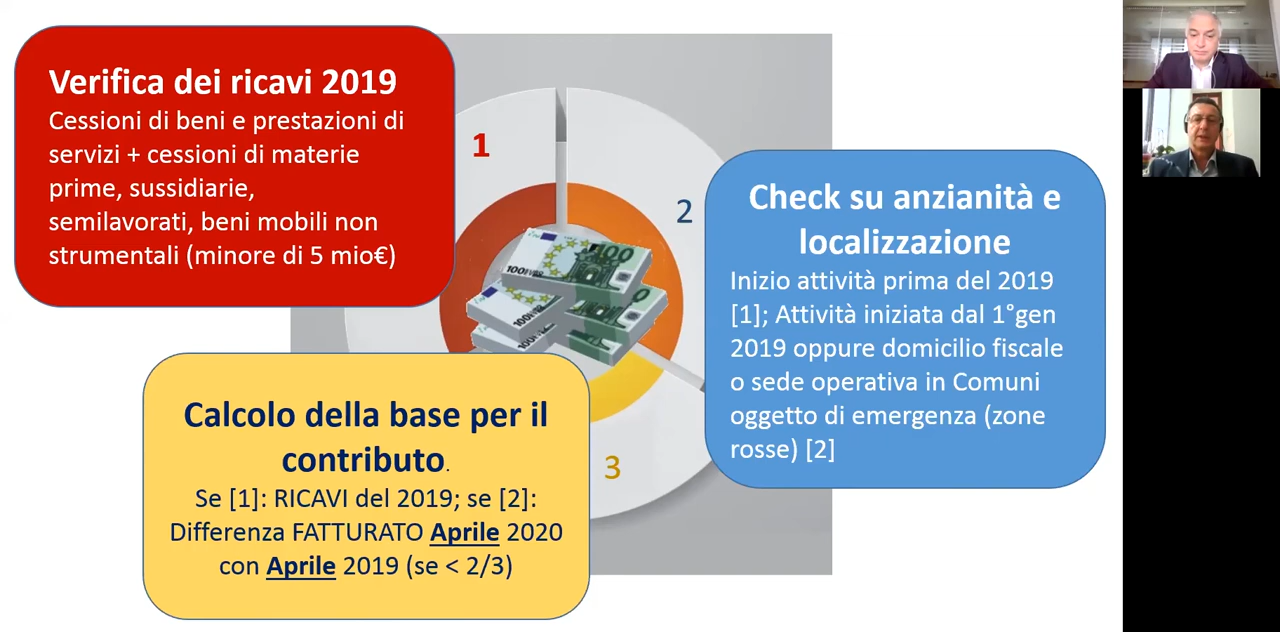 Verifica dei ricavi 2019
Cessioni di beni e prestazioni di
servizi + cessioni di materie
prime, sussidiarie,
semilavorati, beni mobili non
strumentali (minore di 5 mio€)
1
2
Check su anzianità e
localizzazione
Inizio attività prima del 2019
[1]; Attività iniziata dal 1°gen
2019 oppure domicilio fiscale
o sede operativa in Comuni
oggetto di emergenza (zone
rosse) [2]
Calcolo della base per il
contributo.
Se [1]: RICAVI del 2019; se [2]:
Differenza FATTURATO Aprile 2020
con Aprile 2019 (se < 2/3)
3
100